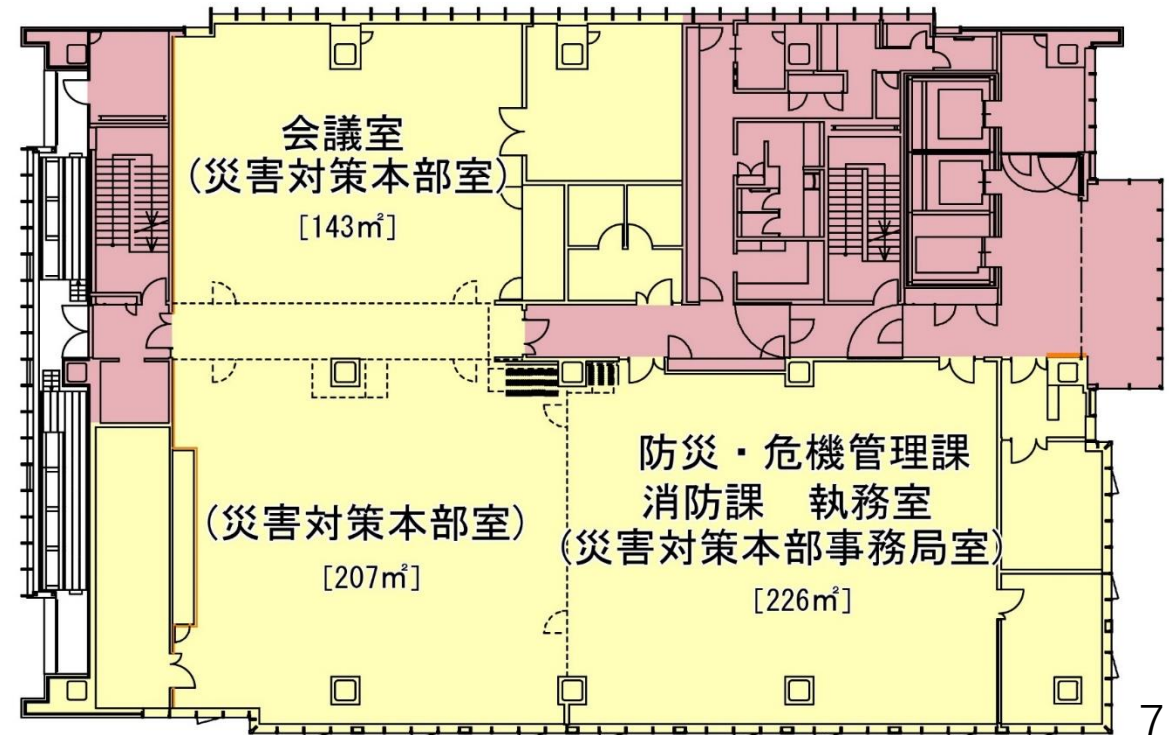 会議室
(災害対策本部室)
[143㎡]
(災害対策本部室)
[207㎡]
防災・危機管理課
消防課　執務室
(災害対策本部事務局室)
[226㎡]
7